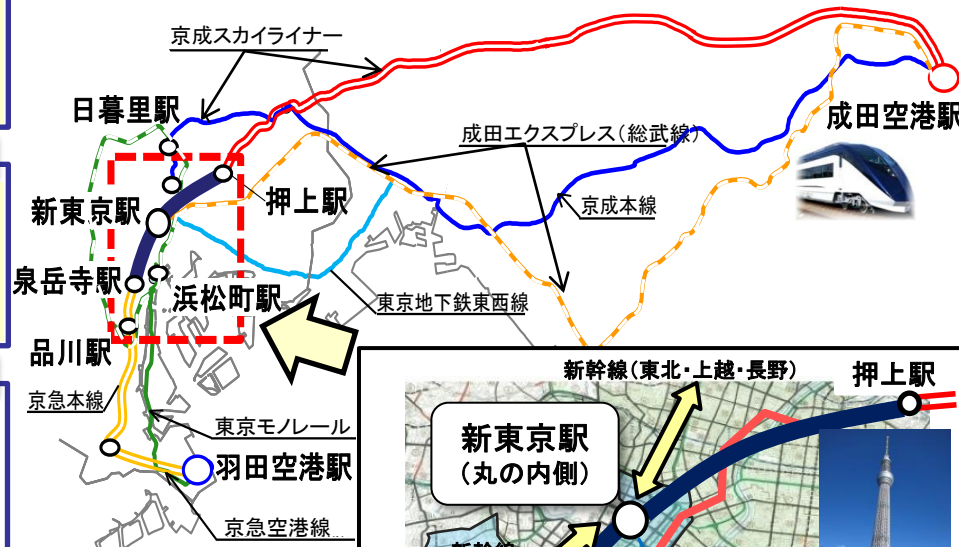 京成スカイライナー
日暮里駅
成田エクスプレス(総武線)
成田空港駅
新東京駅
押上駅
京成本線
泉岳寺駅
浜松町駅
東京地下鉄東西線
品川駅
京急本線
東京モノレール
羽田空港駅
京急空港線...
新幹線(東北・上越・長野)
押上駅
新東京駅
(丸の内側)
新幹線